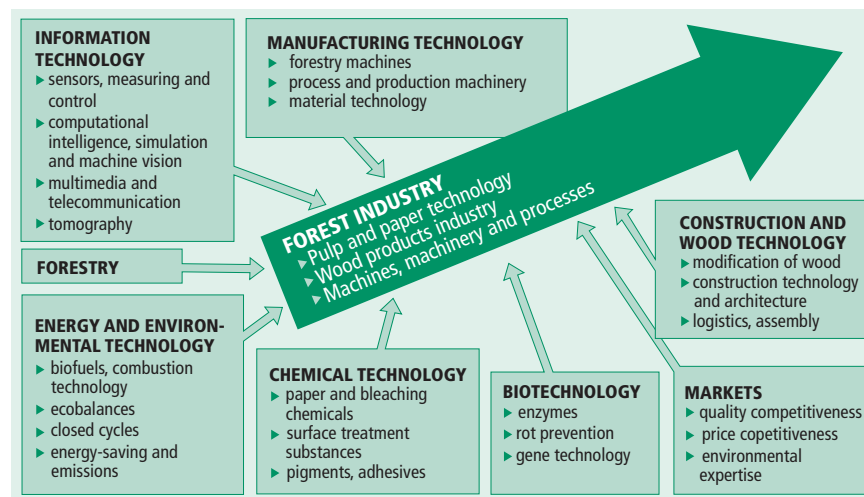 INFORMATION
TECHNOLOGY
sensors, measuring and
control
computational
intelligence, simulation
and machine vision
multimedia and
telecommunication
tomography
MANUFACTURING TECHNOLOGY
forestry machines
process and production machinery
material technology
FOREST INDUSTRY
Pulp and paper technology
Wood products industry
Machines, machinery and processes
CONSTRUCTION AND
WOOD TECHNOLOGY
modification of wood
construction technology
and architecture
logistics, assembly
FORESTRY
ENERGY AND ENVIRON-
MENTAL TECHNOLOGY
biofuels, combustion
technology
ecobalances
closed cycles
energy-saving and
emissions
CHEMICAL TECHNOLOGY
paper and bleaching
chemicals
surface treatment
substances
pigments, adhesives
BIOTECHNOLOGY
enzymes
rot prevention
gene technology
MARKETS
quality competitiveness
price copetitiveness
environmental
expertise